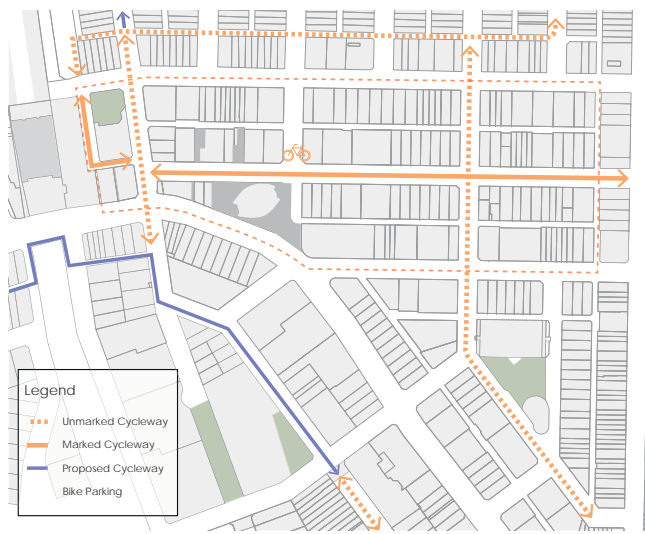 Legend
Unmarked Cycleway
Marked Cycleway
Proposed Cycleway
Bike Parking